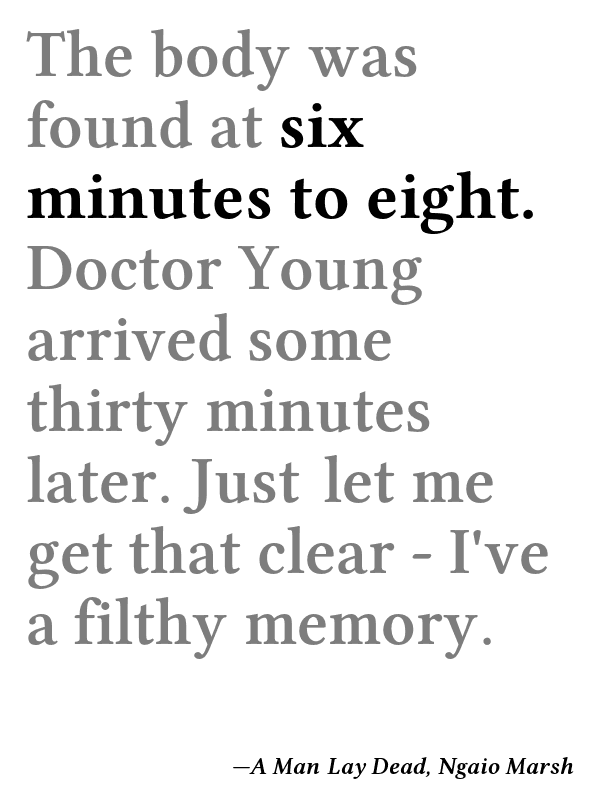 The body was
found at six
minutes to eight.
Doctor Young
arrived some
thirty minutes
later. Just let me
get that clear - I've
a filthy memory.
—A Man Lay Dead, Ngaio Marsh